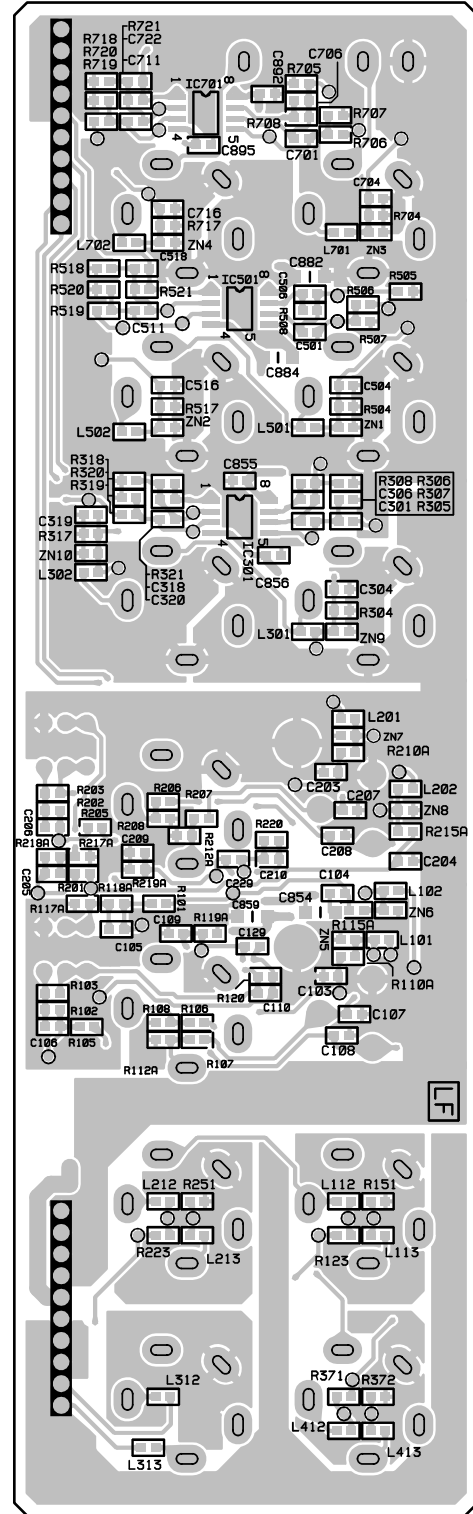 R721
R718 C722
R720
R719 C711
C706
C892 R705
1 IC701 8
R707
R708
R706
4 5
C895 C701
C704
C716
R717 R704
L702 ZN4 L701 ZN3
C518
R518 1 IC501 8 C882
R505
C506 R506
R520 R521
R508
R519 C511 C501 R507
4 5
C884
C516 C504
R517 R504
L502 ZN2 L501 ZN1
R318 C855
R320 1 8 R308 R306
R319 C306 R307
C301 R305
C319
R317 4 5
IC301
ZN10
L302 R321 C856
C318
C320 C304
R304
L301 ZN9
L201
ZN7
R210A
C203
R203 R206 L202
R202 R207 C207
R205 ZN8
C206 R208 R220
R218A R217A C209 R212A C208 R215A
C204
C205 R201 R118A R219A C229 C210
C104 L102
R117A R101 C859 C854
ZN6
C109 R119A R115A
C105 C129 ZN5 L101
R103 R120 C110 C103 R110A
R102 R108 R106 C107
C106 R105 R107 C108
R112A
LF
L212 R251 L112 R151
R223 L213 R123 L113
L312 R371 R372
L412
L313 L413